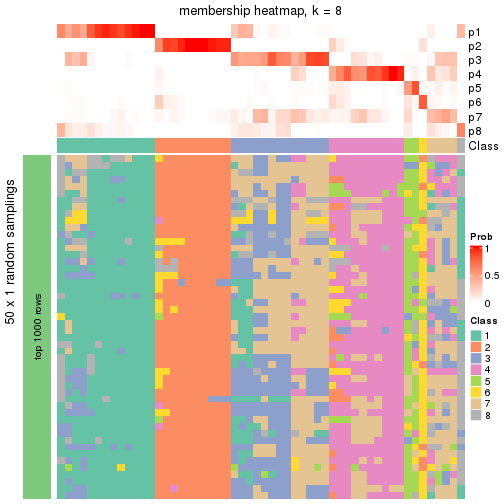 membership heatmap, k = 8
p1
p2
p3
p4
p5
p6
p7
p8
Class
50 x 1 random samplings
top 1000 rows
Prob
1
0.5
0
Class
1
2
3
4
5
6
7
8